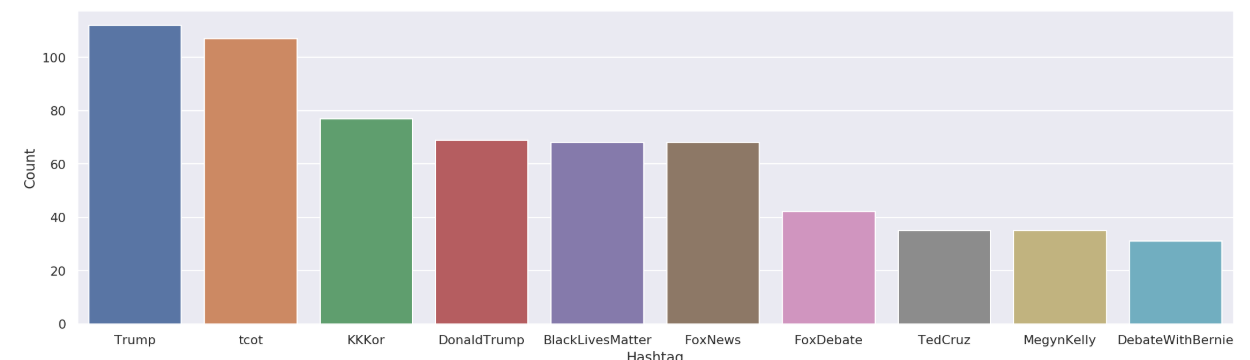 100
80
60
40
20
0
Count
Trump tcot KKKor DonaldTrump BlackLivesMatter FoxNews FoxDebate TedCruz MegynKelly DebateWithBernie
Hashtag